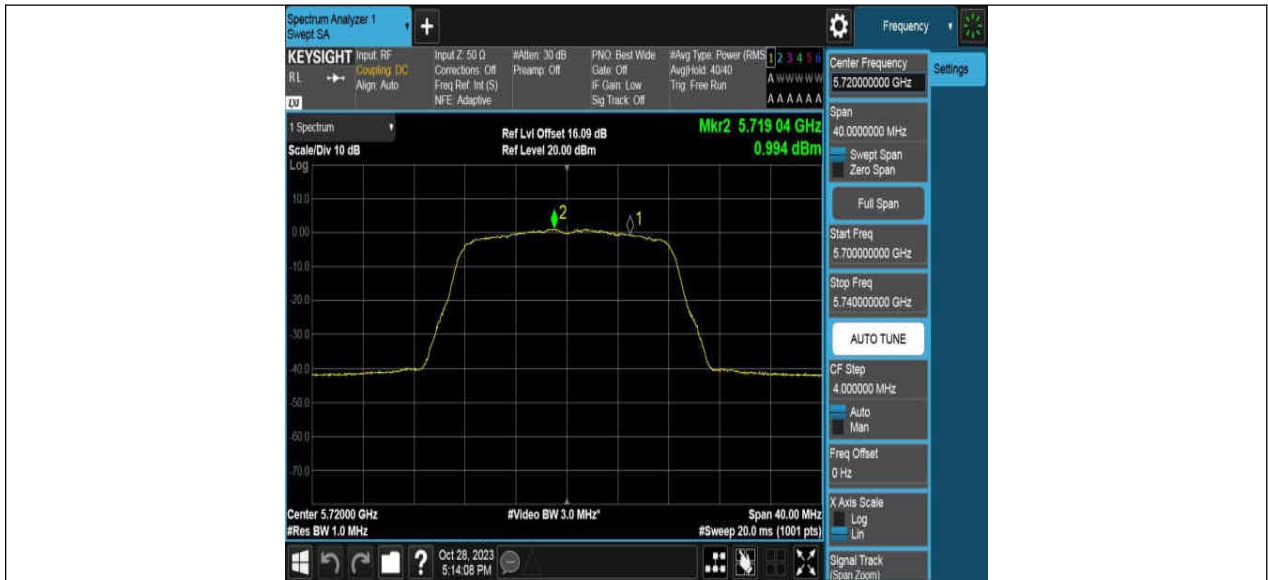 Spectrum Analyzer 1
Swept SA
+
Frequency
KEYSIGHT
RL
LXI
Input: RF
Coupling: DC
Align: Auto
Input Z: 50 Ω
Corrections: Off
Freq Ref: Int (S)
NFE: Adaptive
#Atten: 30 dB
Preamp: Off
PNO: Best Wide
Gate: Off
IF Gain: Low
Sig Track: Off
#Avg Type: Power (RMS
Avg|Hold: 40/40
Trig: Free Run
1 2 3 4 5 6
A W W W W W
A A A A A A
Center Frequency
5.720000000 GHz
Settings
Span
40.0000000 MHz
Swept Span
Zero Span
Full Span
Start Freq
5.700000000 GHz
Stop Freq
5.740000000 GHz
AUTO TUNE
CF Step
4.000000 MHz
Auto
Man
Freq Offset
0 Hz
X Axis Scale
Log
Lin
Signal Track
(Span Zoom)
1 Spectrum
Scale/Div 10 dB
Log
Ref Lvl Offset 16.09 dB
Ref Level 20.00 dBm
Mkr2 5.719 04 GHz
0.994 dBm
10.0
0.00
-10.0
-20.0
-30.0
-40.0
-50.0
-60.0
-70.0
2
1
Center 5.72000 GHz
#Res BW 1.0 MHz
#Video BW 3.0 MHz*
Span 40.00 MHz
#Sweep 20.0 ms (1001 pts)
?
Oct 28, 2023
5:14:08 PM